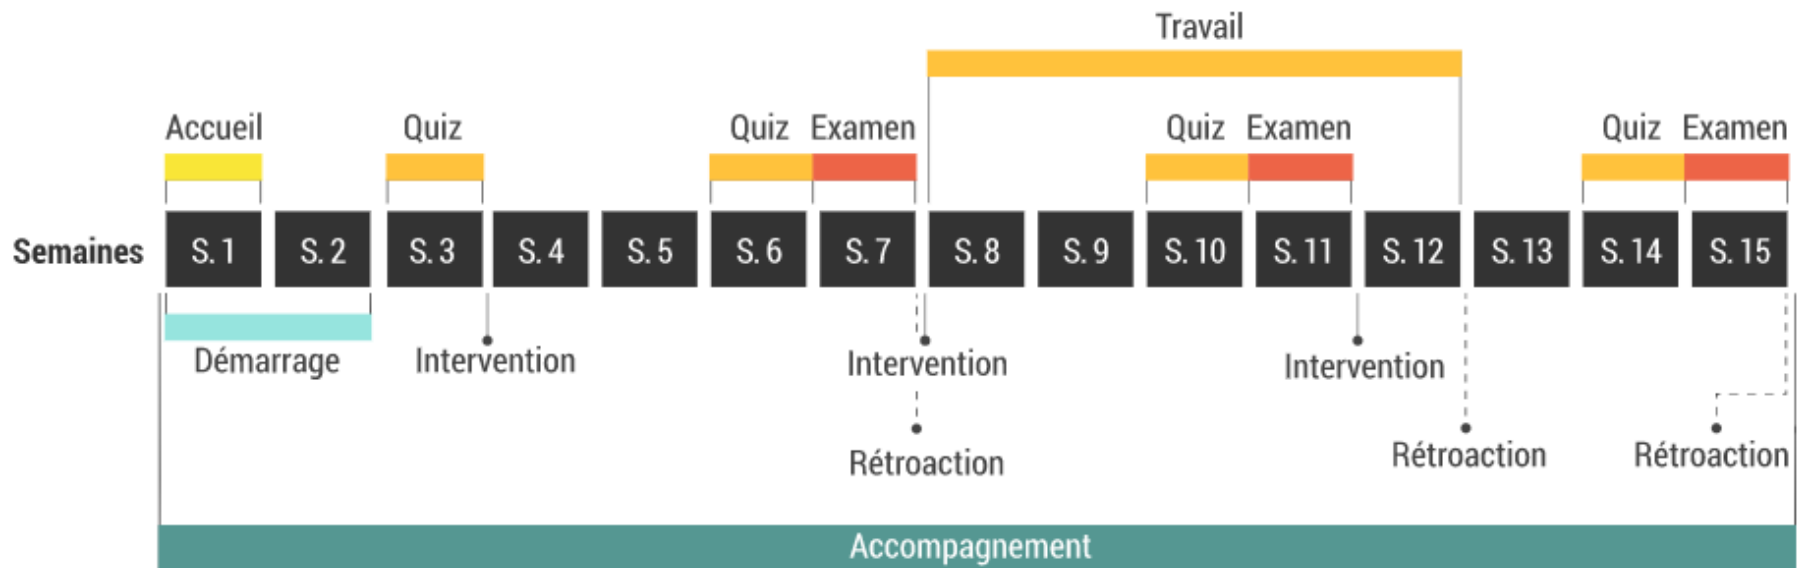 Travail
Accueil Quiz Quiz Examen Quiz Examen Quiz Examen
Semaines S. 1 S. 2 S. 3 S. 4 S. 5 S. 6 S. 7 S. 8 S. 9 S. 10 S. 11 S. 12 S. 13 S. 14 S. 15
Démarrage Intervention Intervention Intervention
Rétroaction Rétroaction Rétroaction
Accompagnement